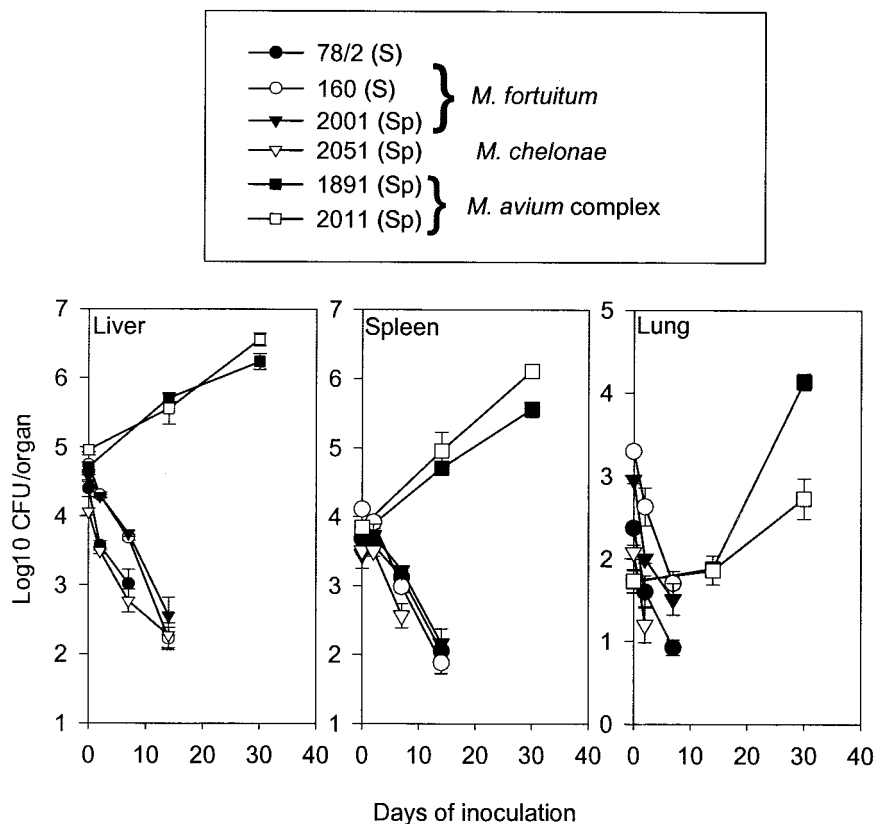 78/2 (S)
160 (S)
2001 (Sp)
M. fortuitum
2051 (Sp) M. chelonae
1891 (Sp)
2011 (Sp)
M. avium complex
Liver
Spleen
Lung
Log10 CFU/organ
7
6
5
4
3
2
1
7
6
5
4
3
2
1
5
4
3
2
1
0
0 10 20 30 40
0 10 20 30 40
0 10 20 30 40
Days of inoculation